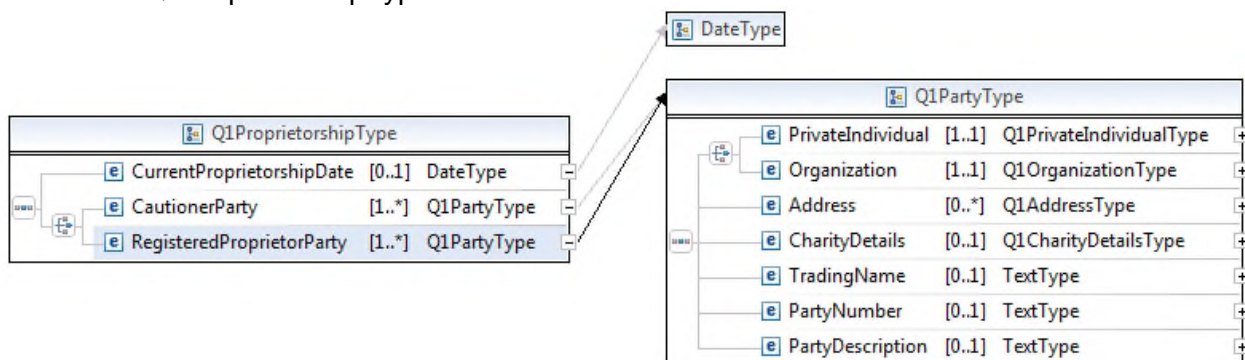 DateType
Q1PartyType
PrivateIndividual [1..1] Q1PrivateIndividualType
Organization [1..1] Q1OrganizationType
Address [0..*] Q1AddressType
CharityDetails [0..1] Q1CharityDetailsType
TradingName [0..1] TextType
PartyNumber [0..1] TextType
PartyDescription [0..1] TextType
Q1ProprietorshipType
CurrentProprietorshipDate [0..1] DateType
CautionerParty [1..*] Q1PartyType
RegisteredProprietorParty [1..*] Q1PartyType